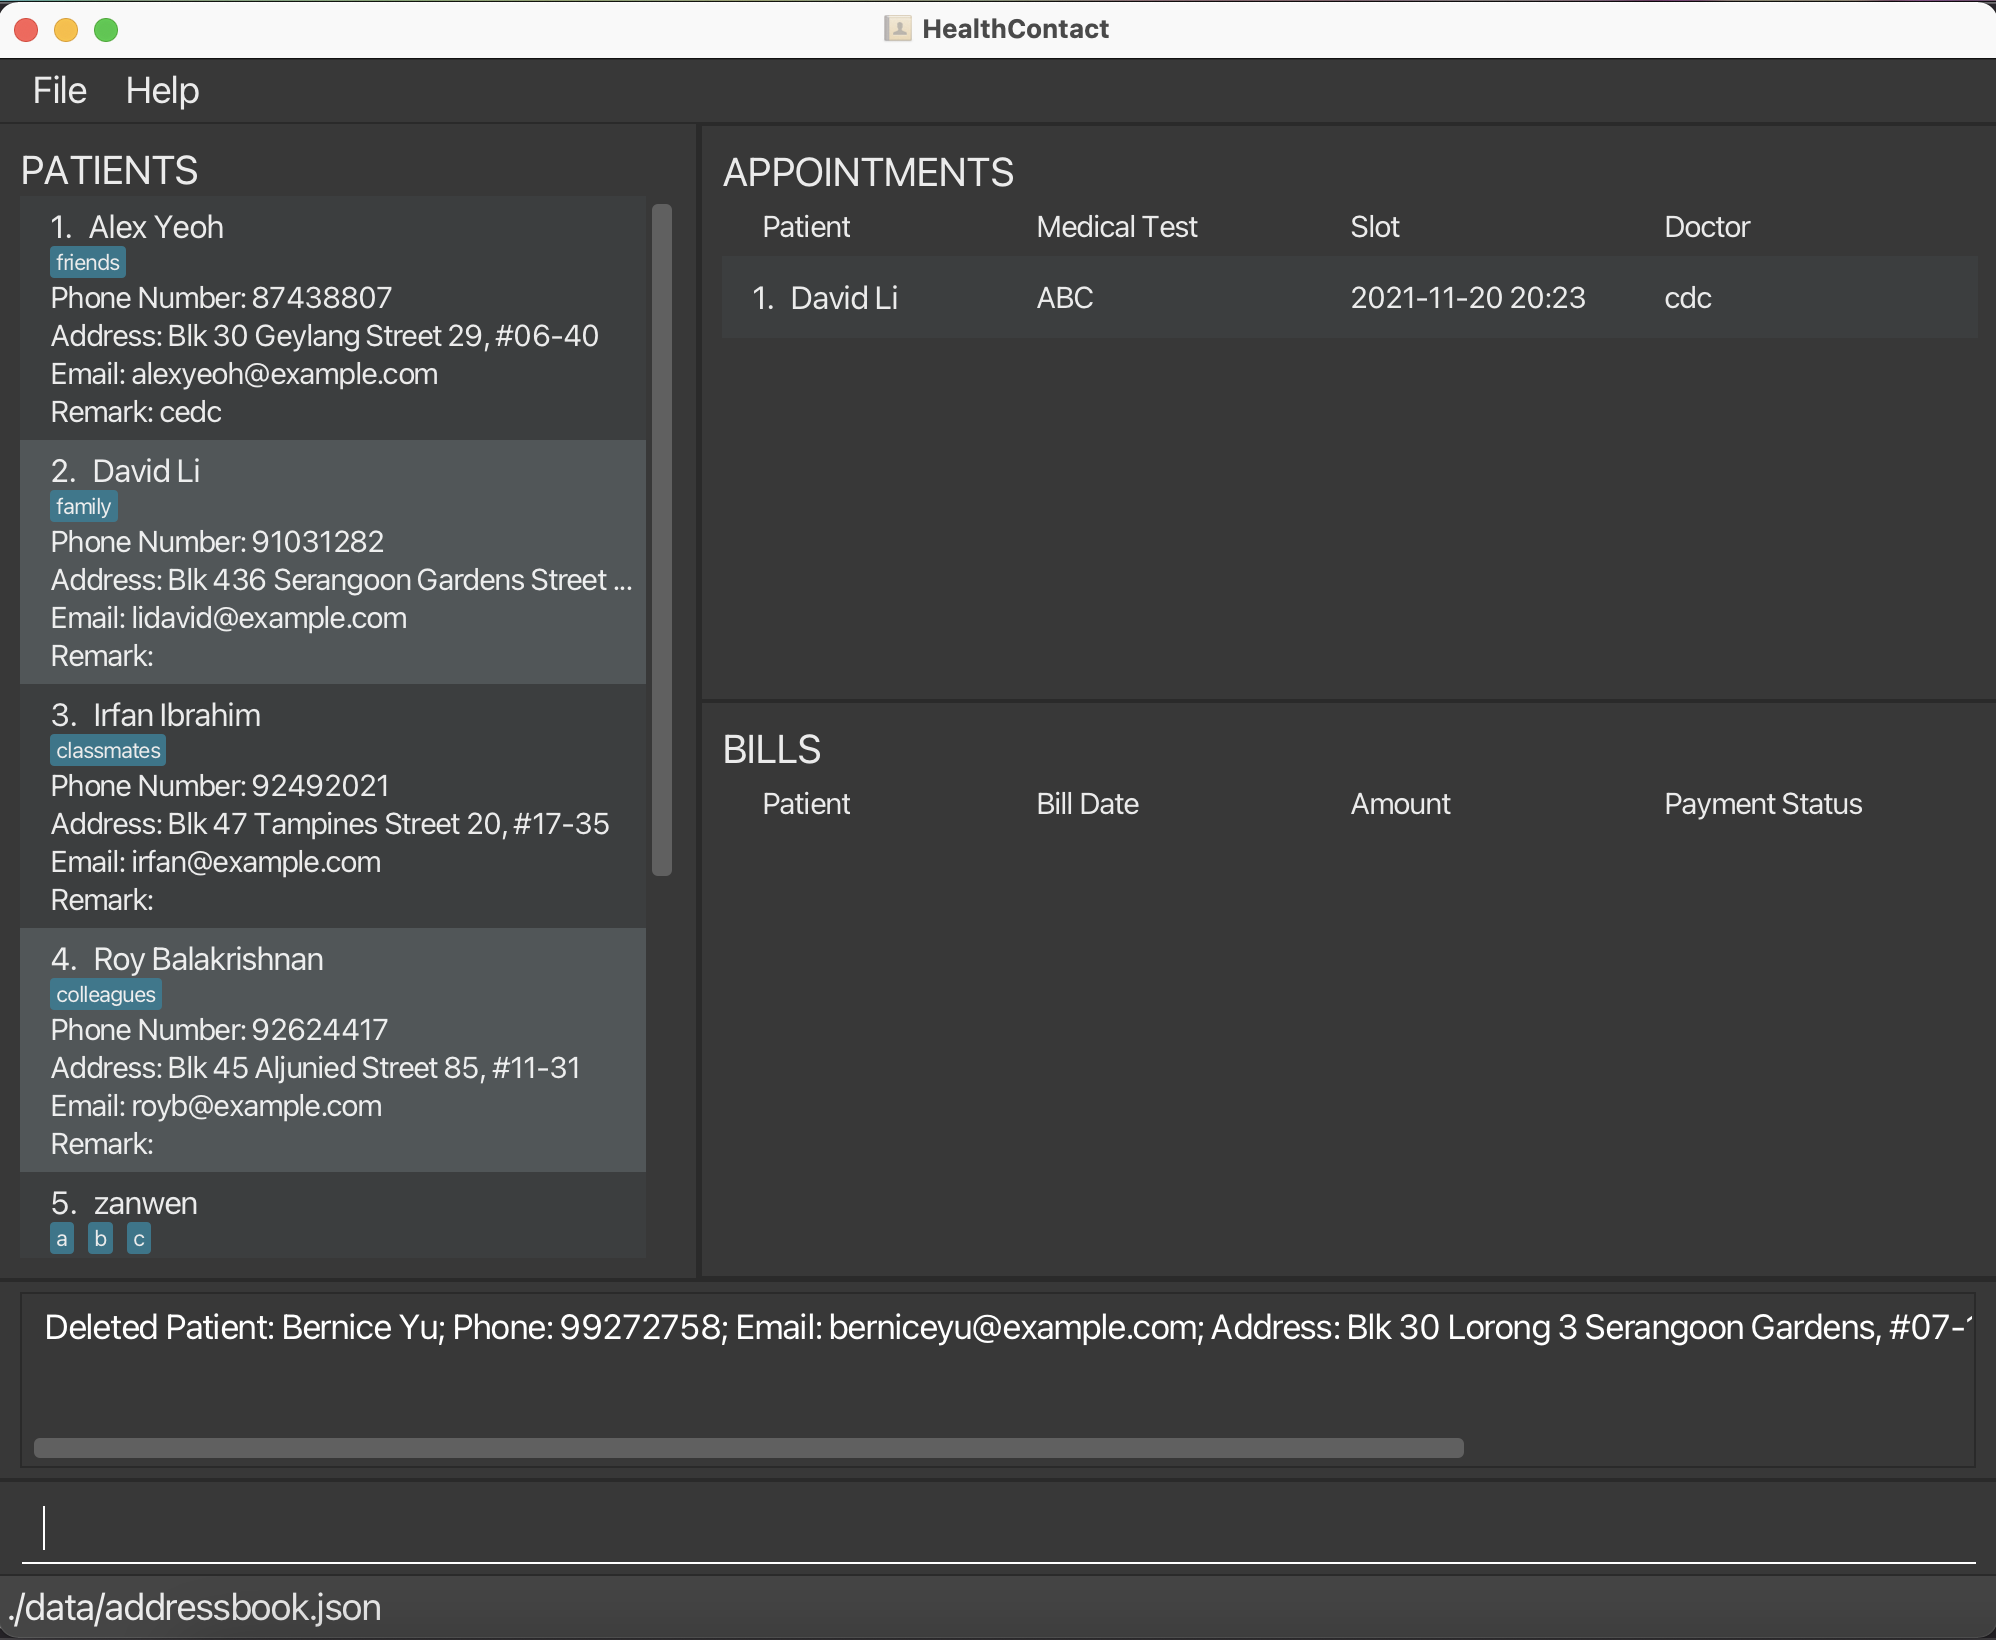 HealthContact
File Help
PATIENTS
1. Alex Yeoh
friends
Phone Number: 87438807
Address: Blk 30 Geylang Street 29, #06-40
Email: alexyeoh@example.com
Remark: cedc
2. David Li
family
Phone Number: 91031282
Address: Blk 436 Serangoon Gardens Street ...
Email: lidavid@example.com
Remark:
3. Irfan Ibrahim
classmates
Phone Number: 92492021
Address: Blk 47 Tampines Street 20, #17-35
Email: irfan@example.com
Remark:
4. Roy Balakrishnan
colleagues
Phone Number: 92624417
Address: Blk 45 Aljunied Street 85, #11-31
Email: royb@example.com
Remark:
5. zanwen
a b c
APPOINTMENTS
Patient Medical Test Slot Doctor
1. David Li ABC 2021-11-20 20:23 cdc
BILLS
Patient Bill Date Amount Payment Status
Deleted Patient: Bernice Yu; Phone: 99272758; Email: berniceyu@example.com; Address: Blk 30 Lorong 3 Serangoon Gardens, #07-
./data/addressbook.json